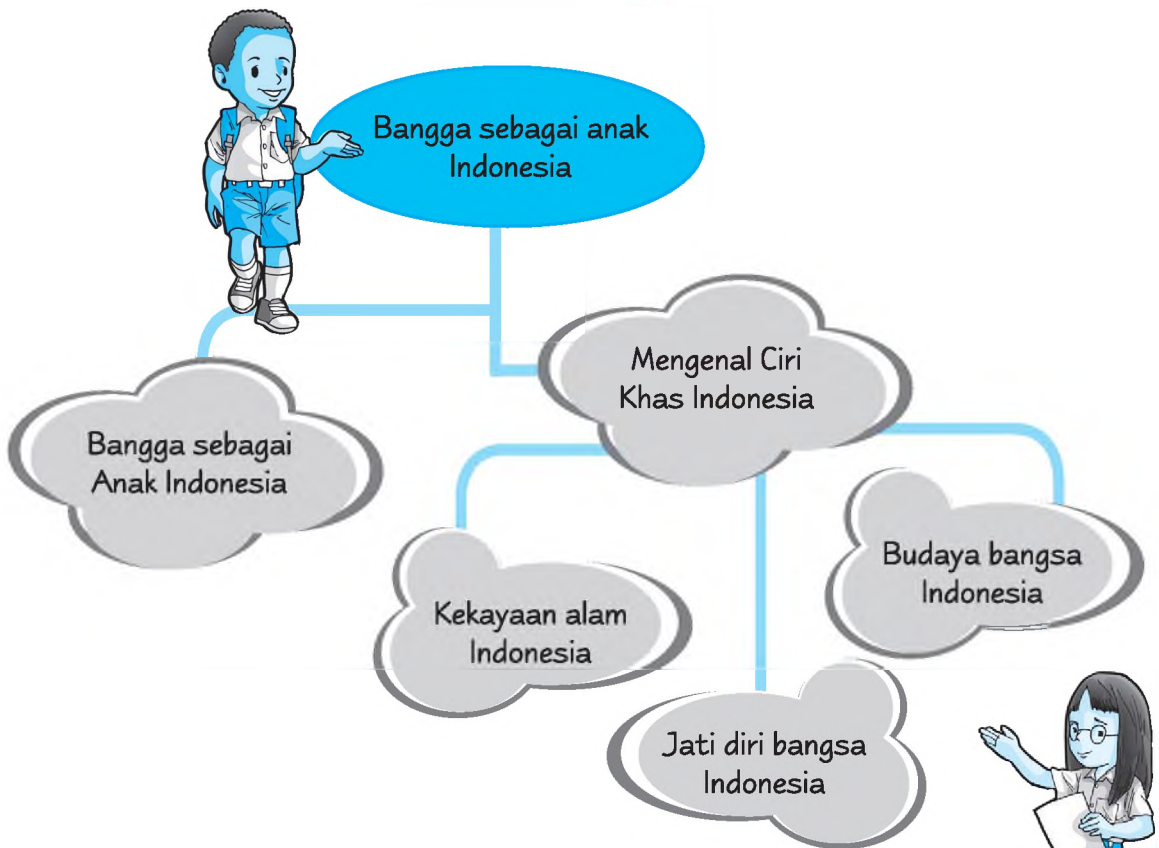 Bangga sebagai anak
Indonesia
Mengenal Ciri
Khas Indonesia
Bangga sebagai
Anak Indonesia
Budaya bangsa
Indonesia
Kekayaan alam
Indonesia
Jati diri bangsa
Indonesia